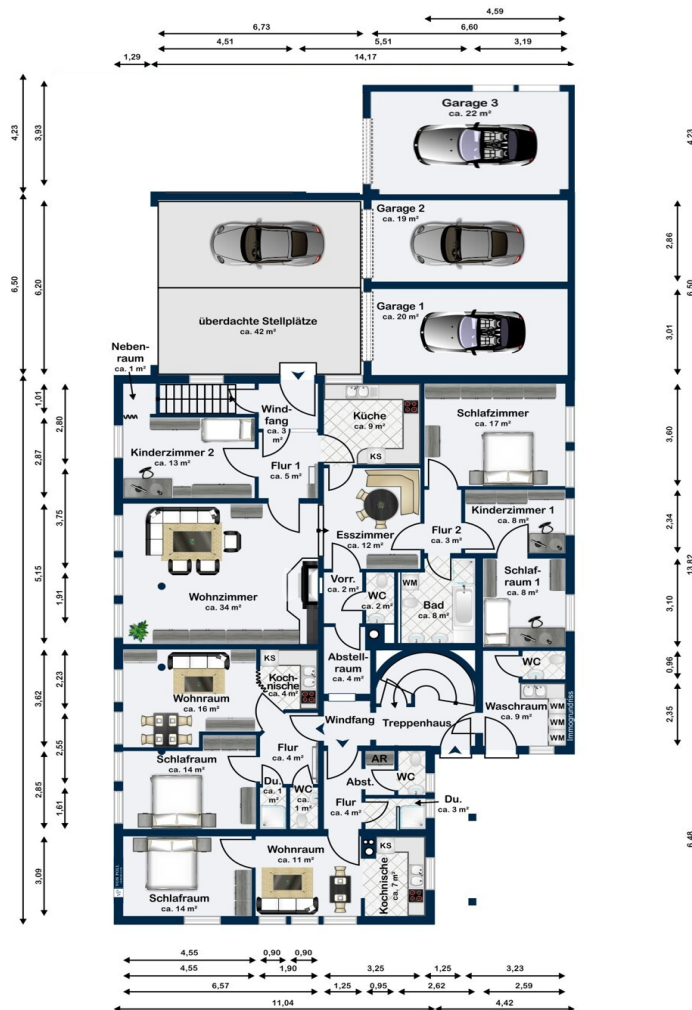 4,59
6,73
6,60
4,51
5,51
3,19
1,29
14,17
4,23
3,93
4,23
Garage 3
ca. 22 m²
Garage 2
ca. 19 m²
6,50
6,20
2,86
6,50
Garage 1
ca. 20 m²
3,01
überdachte Stellplätze
ca. 42 m²
Neben-
raum
ca. 1 m²
1,01
2,80
Wind-
fang
ca. 3
m²
Küche
ca. 9 m²
KS
Schlafzimmer
ca. 17 m²
3,60
Kinderzimmer 2
ca. 13 m²
2,87
Flur 1
ca. 5 m²
Esszimmer
ca. 12 m²
Flur 2
ca. 3 m²
Kinderzimmer 1
ca. 8 m²
2,34
3,75
5,15
13,82
Wohnzimmer
ca. 34 m²
1,91
Vorr.
ca. 2 m²
WC
ca. 2 m²
WM
Bad
ca. 8 m²
Schlaf-
raum 1
ca. 8 m²
3,10
Abstell-
raum
ca. 4 m²
WC
0,96
KS
Koch-
nische
ca. 4 m²
Wohnraum
ca. 16 m²
2,23
3,62
Windfang
Treppenhaus
Waschraum
ca. 9 m²
WM
WM
WM
2,35
Immogrundriss
2,55
Schlafraum
ca. 14 m²
Flur
ca. 4 m²
2,85
1,61
Du.
ca. 1
m²
WC
ca. 1
m²
AR
Abst.
WC
Flur
ca. 4 m²
Du.
ca. 3 m²
6,48
Wohnraum
ca. 11 m²
KS
Kochnische
ca. 7 m²
3,09
Schlafraum
ca. 14 m²
4,55
0,90
0,90
4,55
1,90
3,25
1,25
3,23
6,57
1,25
0,95
2,62
2,59
11,04
4,42